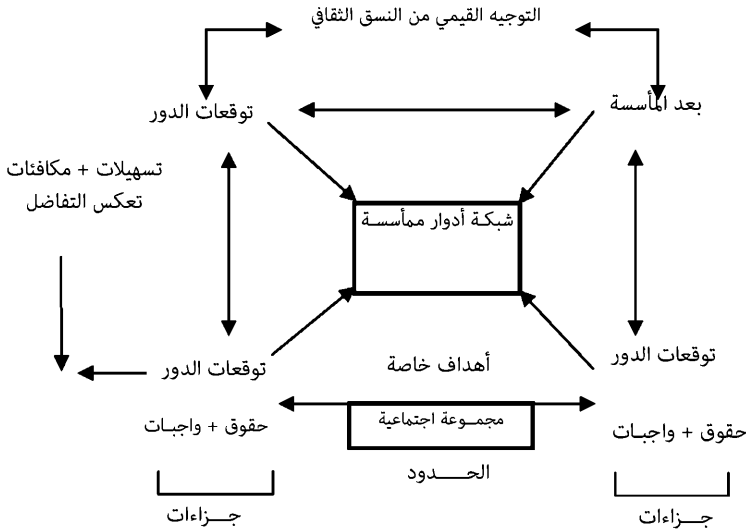 التوجيه القيمي من النسق الثقافي
بعد المأسسة
توقعات الدور
تسهيلات + مكافئات
تعكس التفاضل
شبكة أدوار ممأسسة
توقعات الدور
أهداف خاصة
توقعات الدور
مجموعة اجتماعية
حقوق + واجبات
حقوق + واجبات
الحدود
جزاءات
جزاءات